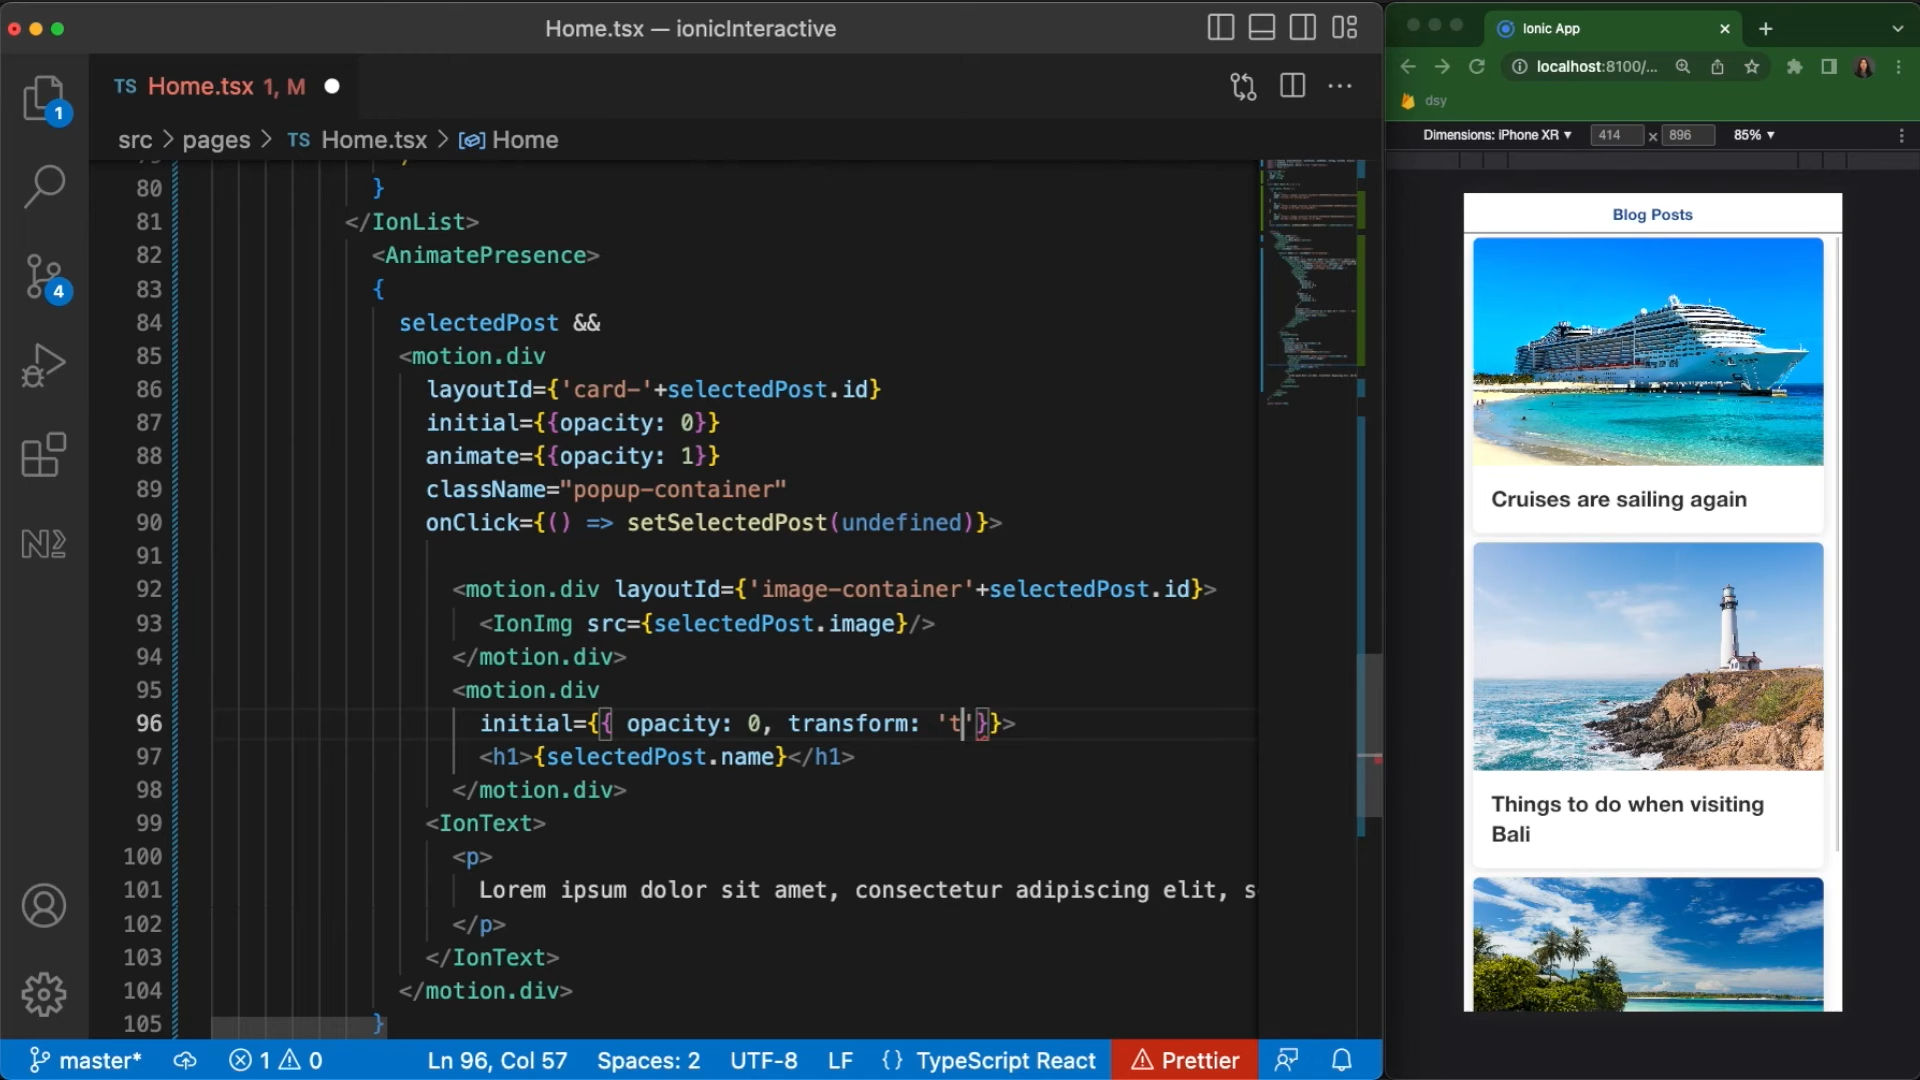 Home.tsx — ionicInteractive
TS Home.tsx 1, M
src > pages > TS Home.tsx > Home
1
4
80 }
81 </IonList>
82 <AnimatePresence>
83 {
84 selectedPost &&
85 <motion.div
86 layoutId={'card-'+selectedPost.id}
87 initial={{opacity: 0}}
88 animate={{opacity: 1}}
89 className="popup-container"
90 onClick={() => setSelectedPost(undefined)}>
91
92 <motion.div layoutId={'image-container'+selectedPost.id}>
93 <IonImg src={selectedPost.image}/>
94 </motion.div>
95 <motion.div
96 initial={{ opacity: 0, transform: 't'}}>
97 <h1>{selectedPost.name}</h1>
98 </motion.div>
99 <IonText>
100 <p>
101 Lorem ipsum dolor sit amet, consectetur adipiscing elit, s
102 </p>
103 </IonText>
104 </motion.div>
105 }
master* 1 0 Ln 96, Col 57 Spaces: 2 UTF-8 LF {} TypeScript React Prettier
Ionic App
localhost:8100/...
dsy
Dimensions: iPhone XR ▼ 414 x 896 85% ▼
Blog Posts
Cruises are sailing again
Things to do when visiting
Bali